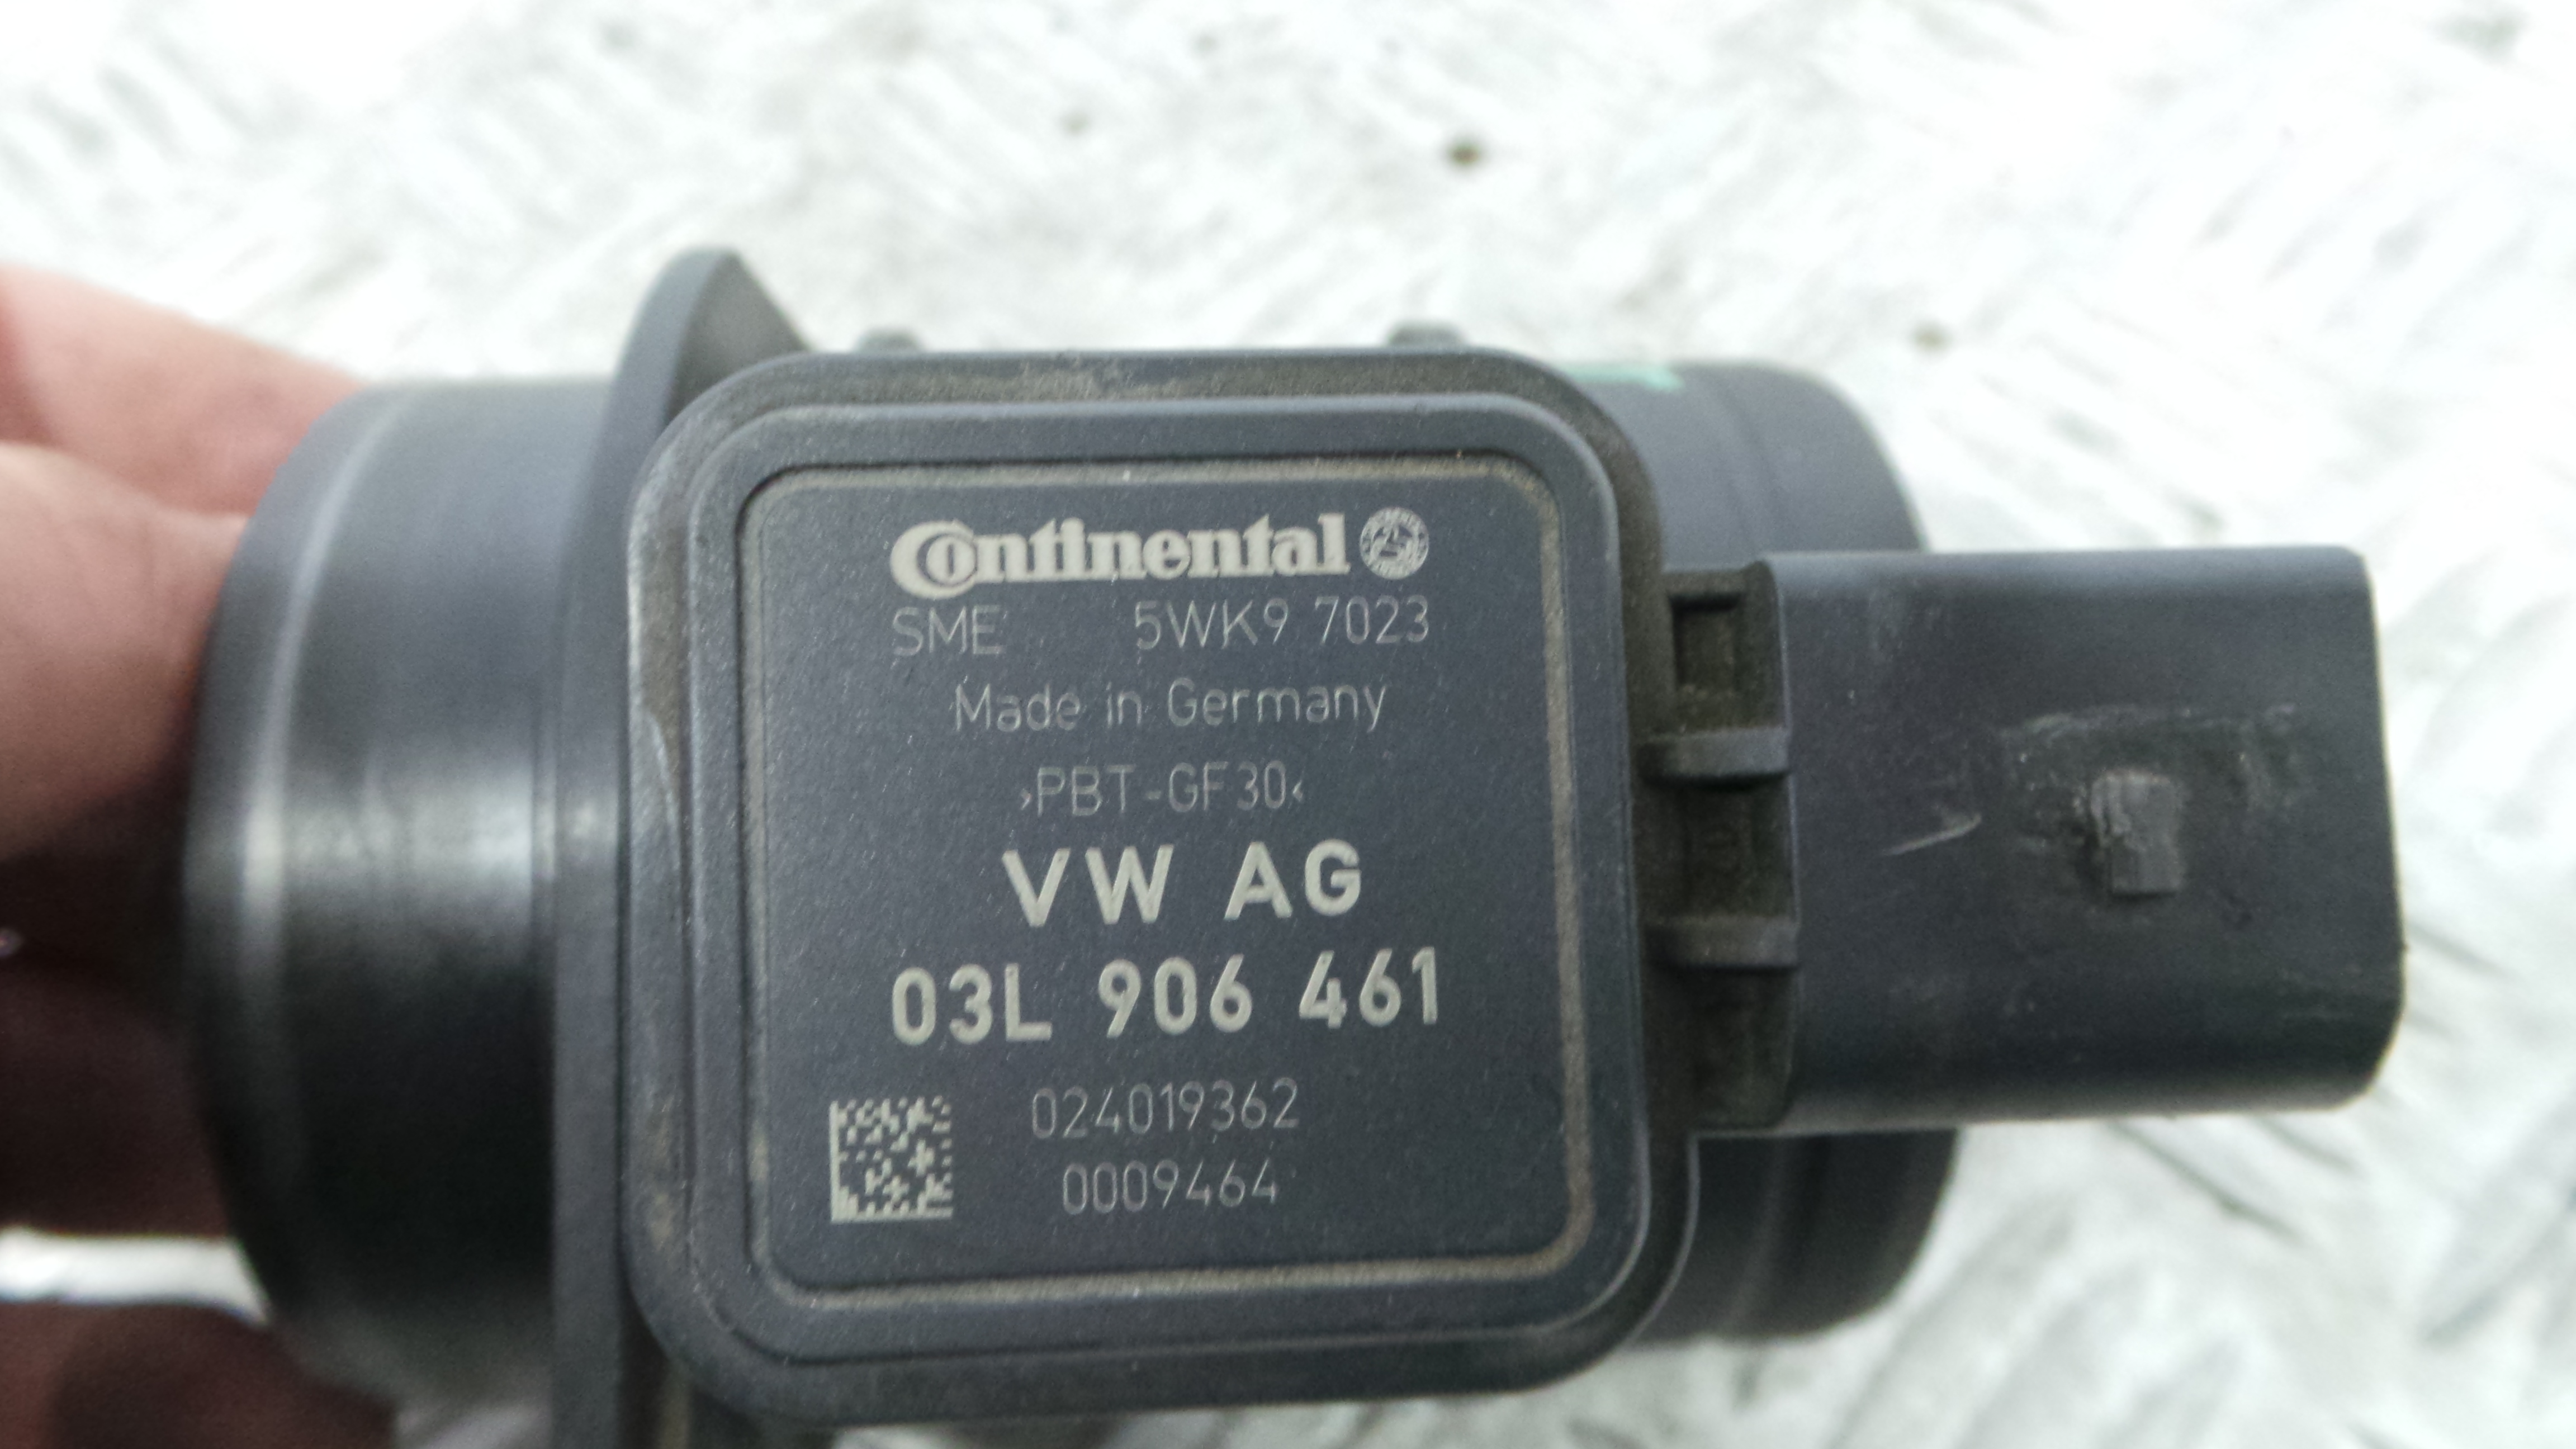 Continental
SME 5WK9 7023
Made in Germany
›PBT-GF30‹
VW AG
03L 906 461
024019362
0009464